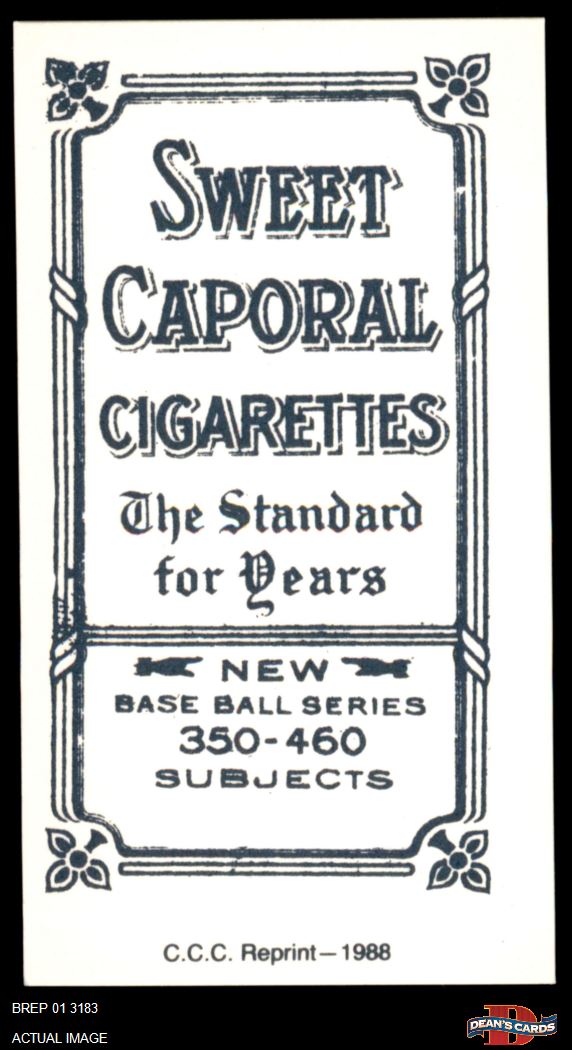 SWEET
CAPORAL
CIGARETTES
The Standard
for Years
NEW
BASE BALL SERIES
350-460
SUBJECTS
C.C.C. Reprint—1988
BREP 01 3183
ACTUAL IMAGE
D
DEAN'S CARDS